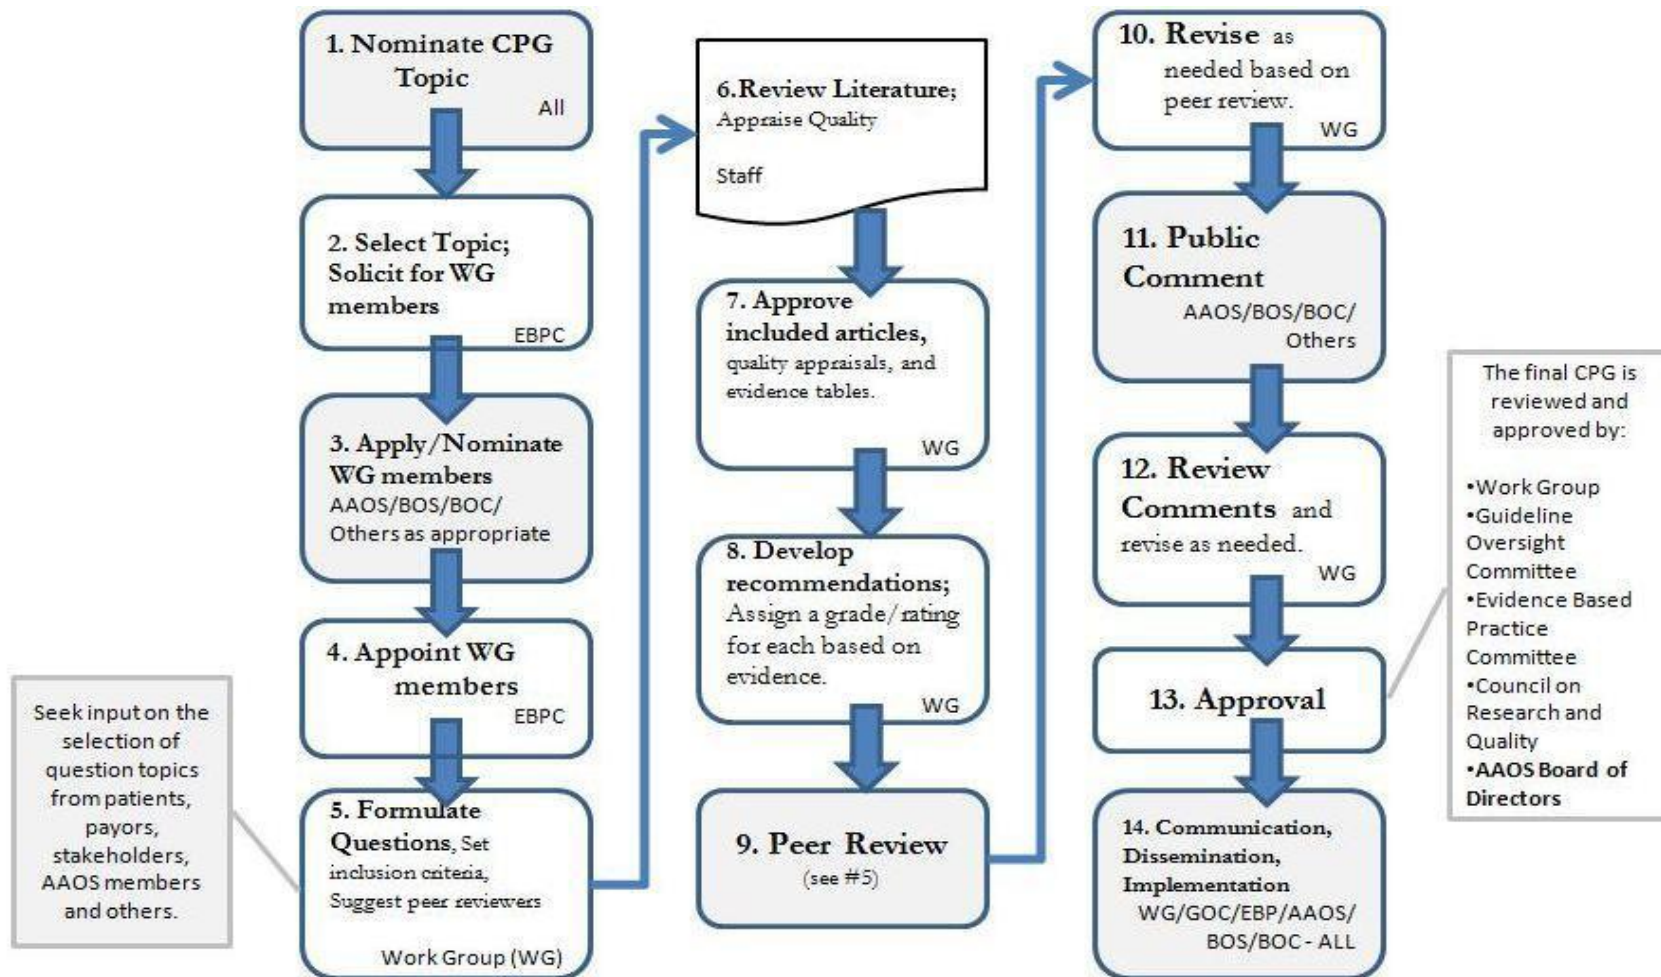 1. Nominate CPG
Topic
All
2. Select Topic;
Solicit for WG
members
EBPC
3. Apply/Nominate
WG members
AAOS/BOS/BOC/
Others as appropriate
4. Appoint WG
members
EBPC
Seek input on the
selection of
question topics
from patients,
payors,
stakeholders,
AAOS members
and others.
5. Formulate
Questions, Set
inclusion criteria,
Suggest peer reviewers
Work Group (WG)
6.Review Literature;
Appraise Quality
Staff
7. Approve
included articles,
quality appraisals, and
evidence tables.
WG
8. Develop
recommendations;
Assign a grade/rating
for each based on
evidence.
WG
9. Peer Review
(see #5)
10. Revise as
needed based on
peer review.
WG
11. Public
Comment
AAOS/BOS/BOC/
Others
12. Review
Comments and
revise as needed.
WG
13. Approval
The final CPG is
reviewed and
approved by:
•Work Group
•Guideline
Oversight
Committee
•Evidence Based
Practice
Committee
•Council on
Research and
Quality
•AAOS Board of
Directors
14. Communication,
Dissemination,
Implementation
WG/GOC/EBP/AAOS/
BOS/BOC - ALL